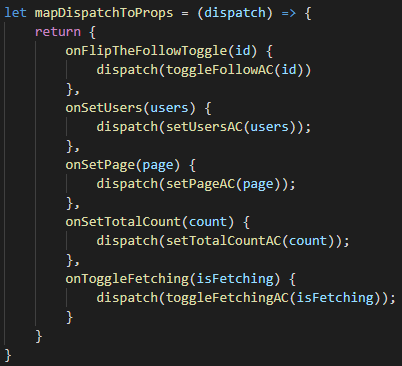 let mapDispatchToProps = (dispatch) => {
    return {
        onFlipTheFollowToggle(id) {
            dispatch(toggleFollowAC(id))
        },
        onSetUsers(users) {
            dispatch(setUsersAC(users));
        },
        onSetPage(page) {
            dispatch(setPageAC(page));
        },
        onSetTotalCount(count) {
            dispatch(setTotalCountAC(count));
        },
        onToggleFetching(isFetching) {
            dispatch(toggleFetchingAC(isFetching));
        }
    }
}